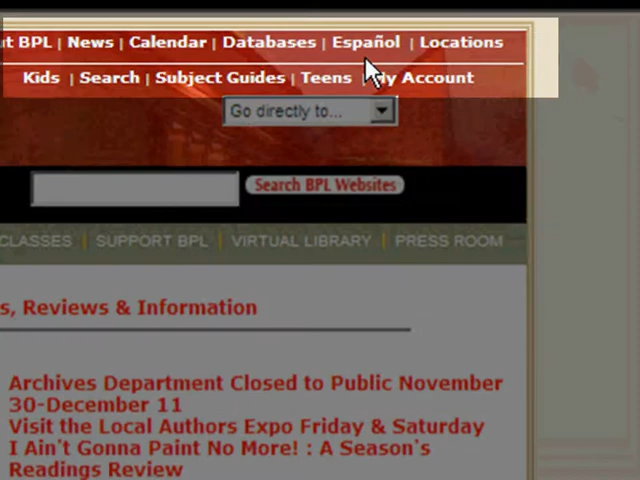 ut BPL | News | Calendar | Databases | Español | Locations
Kids | Search | Subject Guides | Teens | My Account
Go directly to...
Search BPL Websites
CLASSES | SUPPORT BPL | VIRTUAL LIBRARY | PRESS ROOM
s, Reviews & Information
Archives Department Closed to Public November
30-December 11
Visit the Local Authors Expo Friday & Saturday
I Ain't Gonna Paint No More! : A Season's
Readings Review